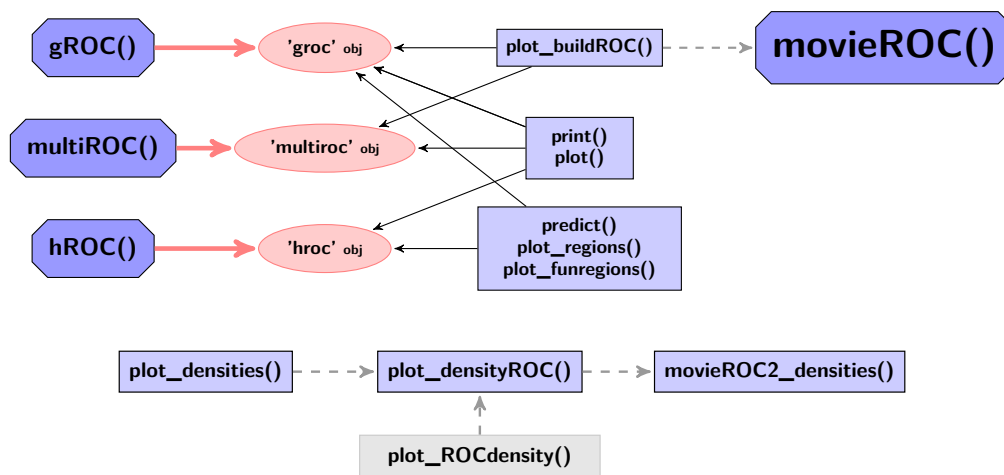 gROC()
'groc' obj
plot_buildROC()
movieROC()
multiROC()
'multiroc' obj
print()
plot()
hROC()
'hroc' obj
predict()
plot_regions()
plot_funregions()
plot_densities()
plot_densityROC()
movieROC2_densities()
plot_ROCdensity()